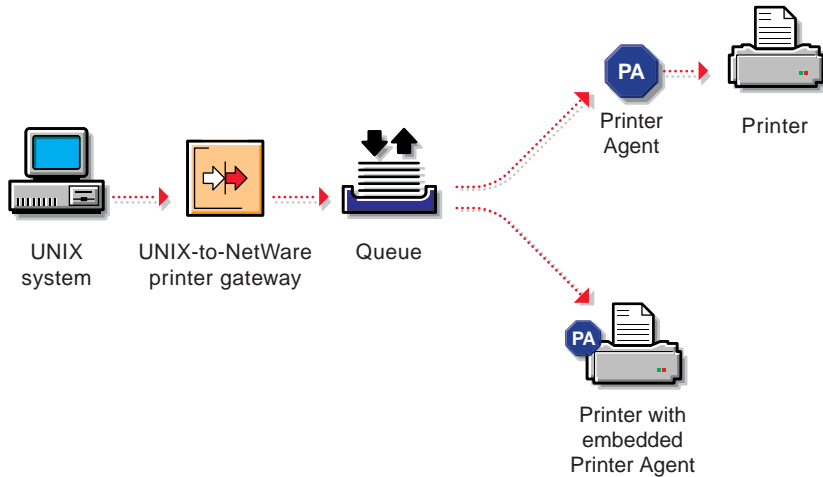 PA
Printer
Agent
Printer
UNIX
system
UNIX-to-NetWare
printer gateway
Queue
PA
Printer with
embedded
Printer Agent